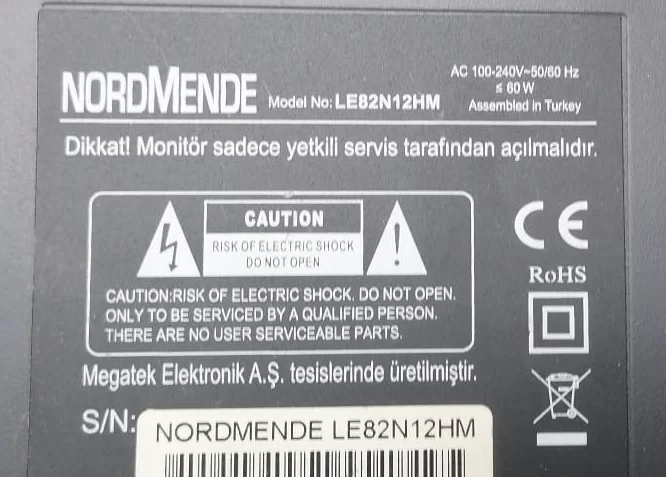 NORDMENDE Model No: LE82N12HM
AC 100-240V~50/60 Hz
≤ 60 W
Assembled in Turkey
Dikkat! Monitör sadece yetkili servis tarafından açılmalıdır.
CAUTION
RISK OF ELECTRIC SHOCK
DO NOT OPEN
CAUTION:RISK OF ELECTRIC SHOCK. DO NOT OPEN.
ONLY TO BE SERVICED BY A QUALIFIED PERSON.
THERE ARE NO USER SERVICEABLE PARTS.
CE
RoHS
Megatek Elektronik A.Ş. tesislerinde üretilmiştir.
S/N:
NORDMENDE LE82N12HM